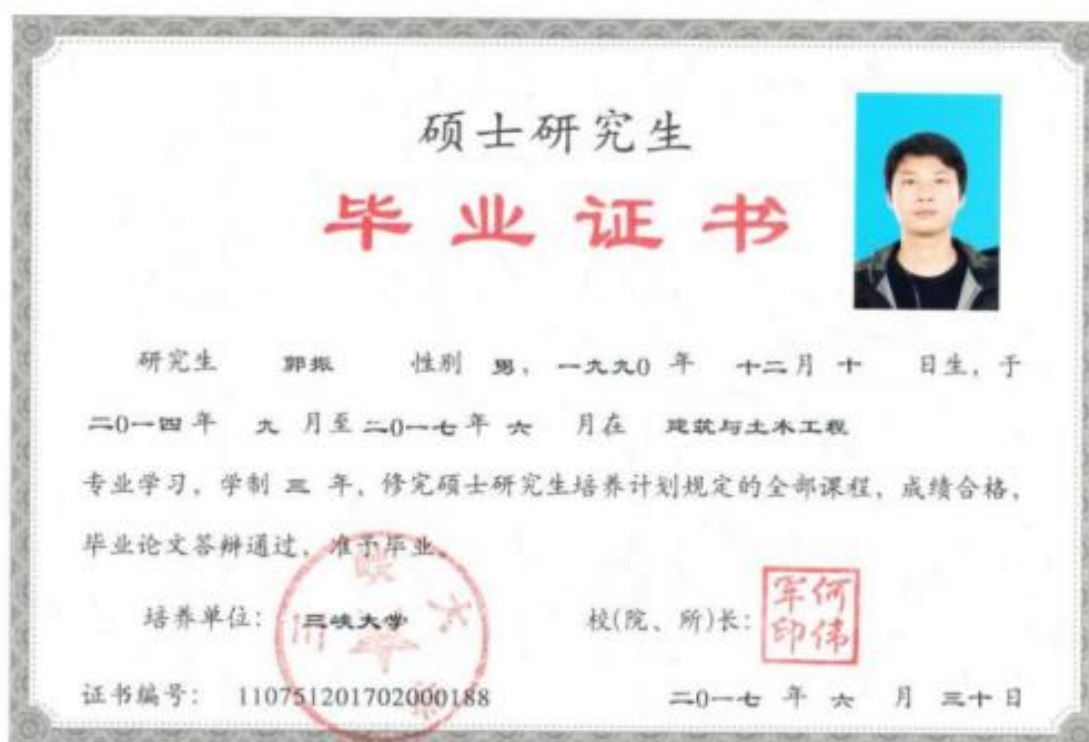 硕士研究生
毕业证书
研究生 郭振 性别 男，一九九0 年 十二月 十 日生，于
二0一四年 九 月至二0一七年 六 月在 建筑与土木工程
专业学习，学制 三 年，修完硕士研究生培养计划规定的全部课程，成绩合格，
毕业论文答辩通过，准予毕业。
培养单位： 三峡大学 校(院、所)长：
何伟军印
三峡大学
证书编号： 110751201702000188 二0一七 年 六 月 三十日